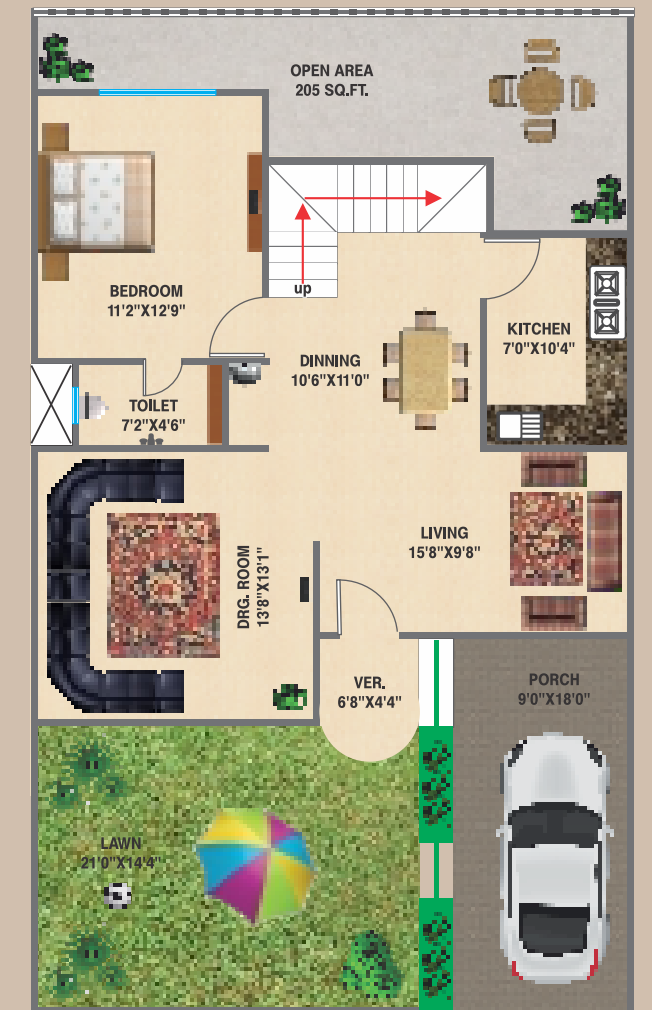 OPEN AREA
205 SQ.FT.
BEDROOM
11'2"X12'9"
up
KITCHEN
7'0"X10'4"
DINNING
10'6"X11'0"
TOILET
7'2"X4'6"
LIVING
15'8"X9'8"
DRG. ROOM
13'8"X13'1"
VER.
6'8"X4'4"
PORCH
9'0"X18'0"
LAWN
21'0"X14'4"